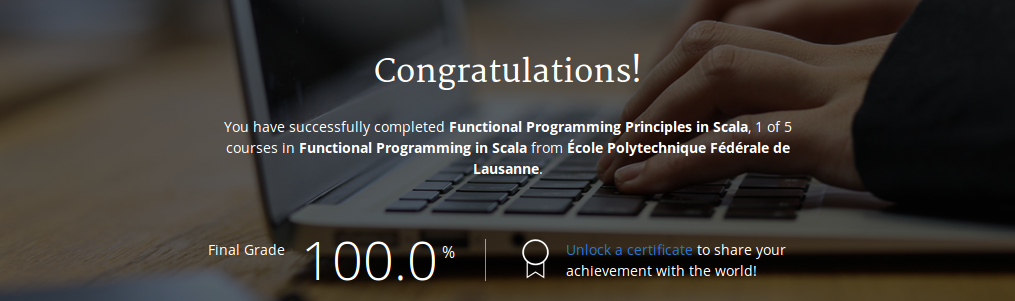 Congratulations!
You have successfully completed Functional Programming Principles in Scala, 1 of 5
courses in Functional Programming in Scala from École Polytechnique Fédérale de
Lausanne.
Final Grade 100.0 % Unlock a certificate to share your
achievement with the world!